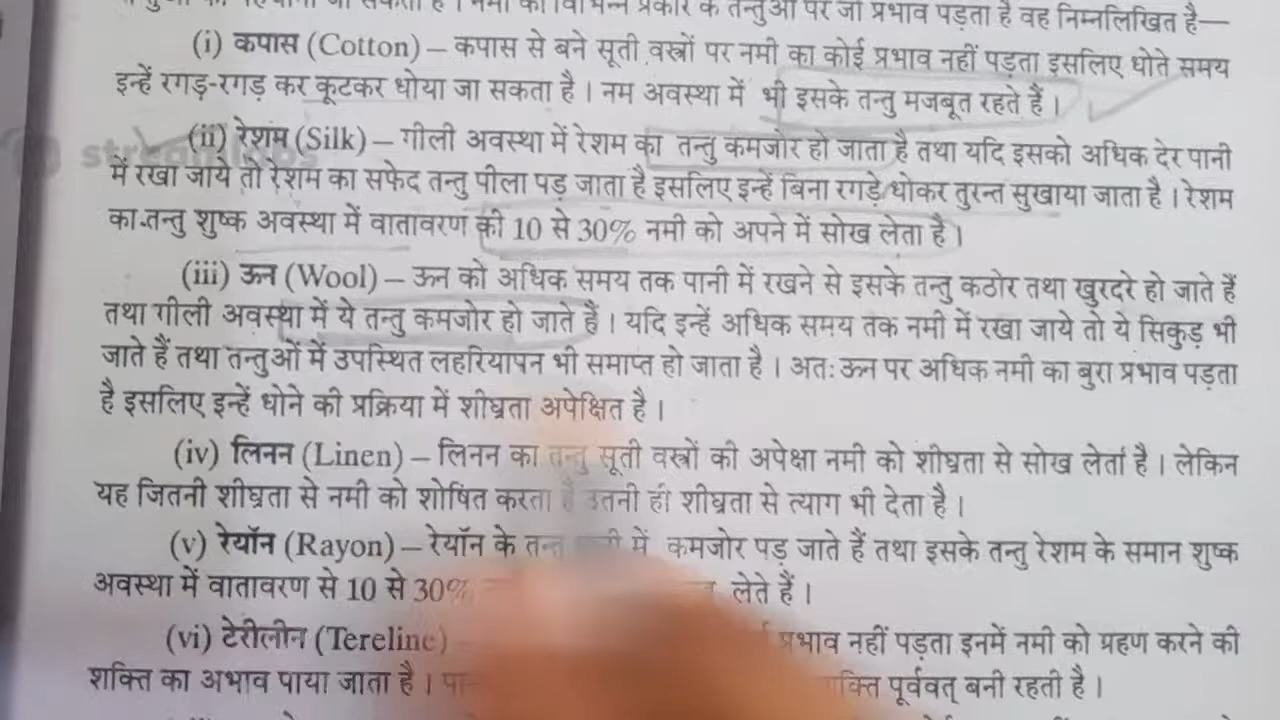 जो प्रभाव पड़ता है वह निम्नलिखित है—
(i) कपास (Cotton) – कपास से बने सूती वस्त्रों पर नमी का कोई प्रभाव नहीं पड़ता इसलिए धोते समय
इन्हें रगड़-रगड़ कर कूटकर धोया जा सकता है। नम अवस्था में भी इसके तन्तु मजबूत रहते हैं।
(ii) रेशम (Silk) – गीली अवस्था में रेशम का तन्तु कमजोर हो जाता है तथा यदि इसको अधिक देर पानी
में रखा जाये तो रेशम का सफेद तन्तु पीला पड़ जाता है इसलिए इन्हें बिना रगड़े धोकर तुरन्त सुखाया जाता है। रेशम
का तन्तु शुष्क अवस्था में वातावरण की 10 से 30% नमी को अपने में सोख लेता है।
(iii) ऊन (Wool) – ऊन को अधिक समय तक पानी में रखने से इसके तन्तु कठोर तथा खुरदरे हो जाते हैं
तथा गीली अवस्था में ये तन्तु कमजोर हो जाते हैं। यदि इन्हें अधिक समय तक नमी में रखा जाये तो ये सिकुड़ भी
जाते हैं तथा तन्तुओं में उपस्थित लहरियापन भी समाप्त हो जाता है। अतः ऊन पर अधिक नमी का बुरा प्रभाव पड़ता
है इसलिए इन्हें धोने की प्रक्रिया में शीघ्रता अपेक्षित है।
(iv) लिनन (Linen) – लिनन का तन्तु सूती वस्त्रों की अपेक्षा नमी को शीघ्रता से सोख लेता है। लेकिन
यह जितनी शीघ्रता से नमी को शोषित करता है उतनी ही शीघ्रता से त्याग भी देता है।
(v) रेयॉन (Rayon) – रेयॉन के तन्तु में कमजोर पड़ जाते हैं तथा इसके तन्तु रेशम के समान शुष्क
अवस्था में वातावरण से 10 से 30% लेते हैं।
(vi) टेरीलीन (Tereline) – प्रभाव नहीं पड़ता इनमें नमी को ग्रहण करने की
शक्ति का अभाव पाया जाता है। पूर्ववत् बनी रहती है।